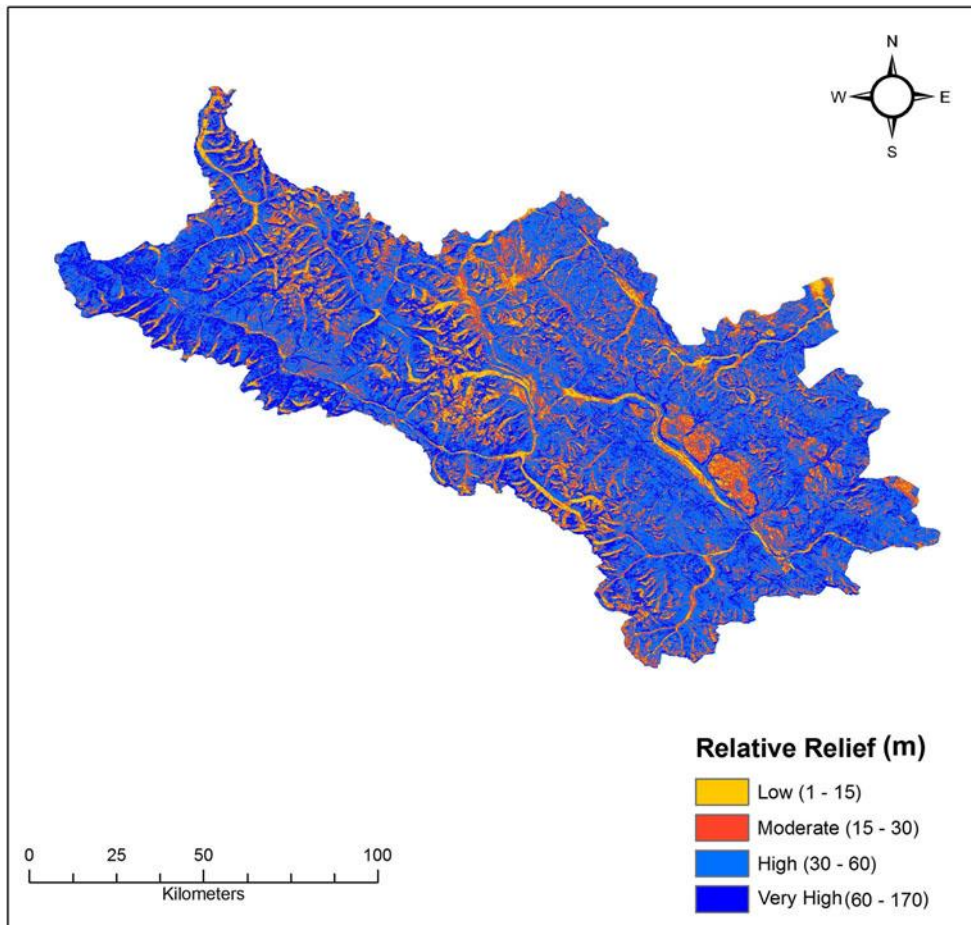 N
W E
S
Relative Relief (m)
Low (1 - 15)
Moderate (15 - 30)
High (30 - 60)
Very High (60 - 170)
0 25 50 100
Kilometers